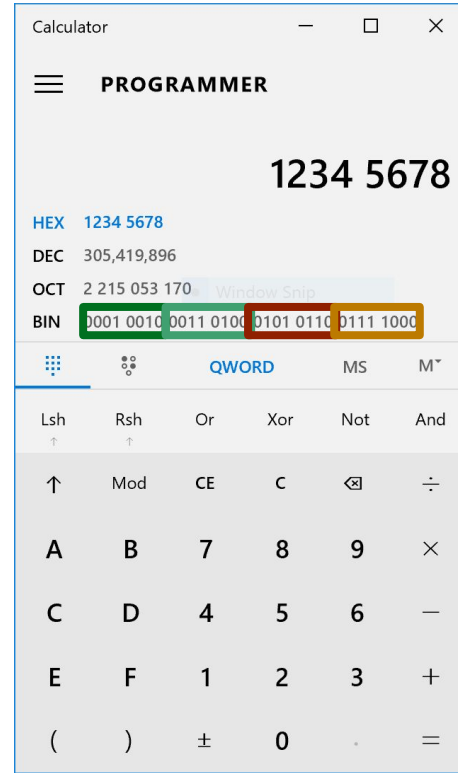 Calculator
PROGRAMMER
1234 5678
HEX 1234 5678
DEC 305,419,896
OCT 2 215 053 170
Window Snip
BIN 0001 0010 0011 0100 0101 0110 0111 1000
QWORD MS M
Lsh Rsh Or Xor Not And
↑ Mod CE C ⌫ ÷
A B 7 8 9 ×
C D 4 5 6 −
E F 1 2 3 +
( ) ± 0 . =